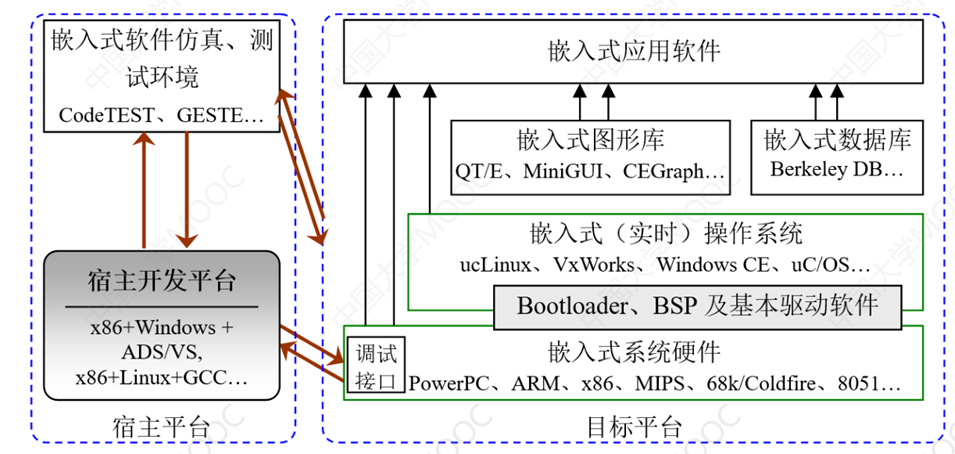 嵌入式软件仿真、测
试环境
CodeTEST、GESTE…
宿主开发平台
x86+Windows +
ADS/VS,
x86+Linux+GCC…
宿主平台
嵌入式应用软件
嵌入式图形库
QT/E、MiniGUI、CEGraph…
嵌入式数据库
Berkeley DB…
嵌入式（实时）操作系统
ucLinux、VxWorks、Windows CE、uC/OS…
Bootloader、BSP 及基本驱动软件
调试
接口
嵌入式系统硬件
PowerPC、ARM、x86、MIPS、68k/Coldfire、8051…
目标平台
中国大学MOOC